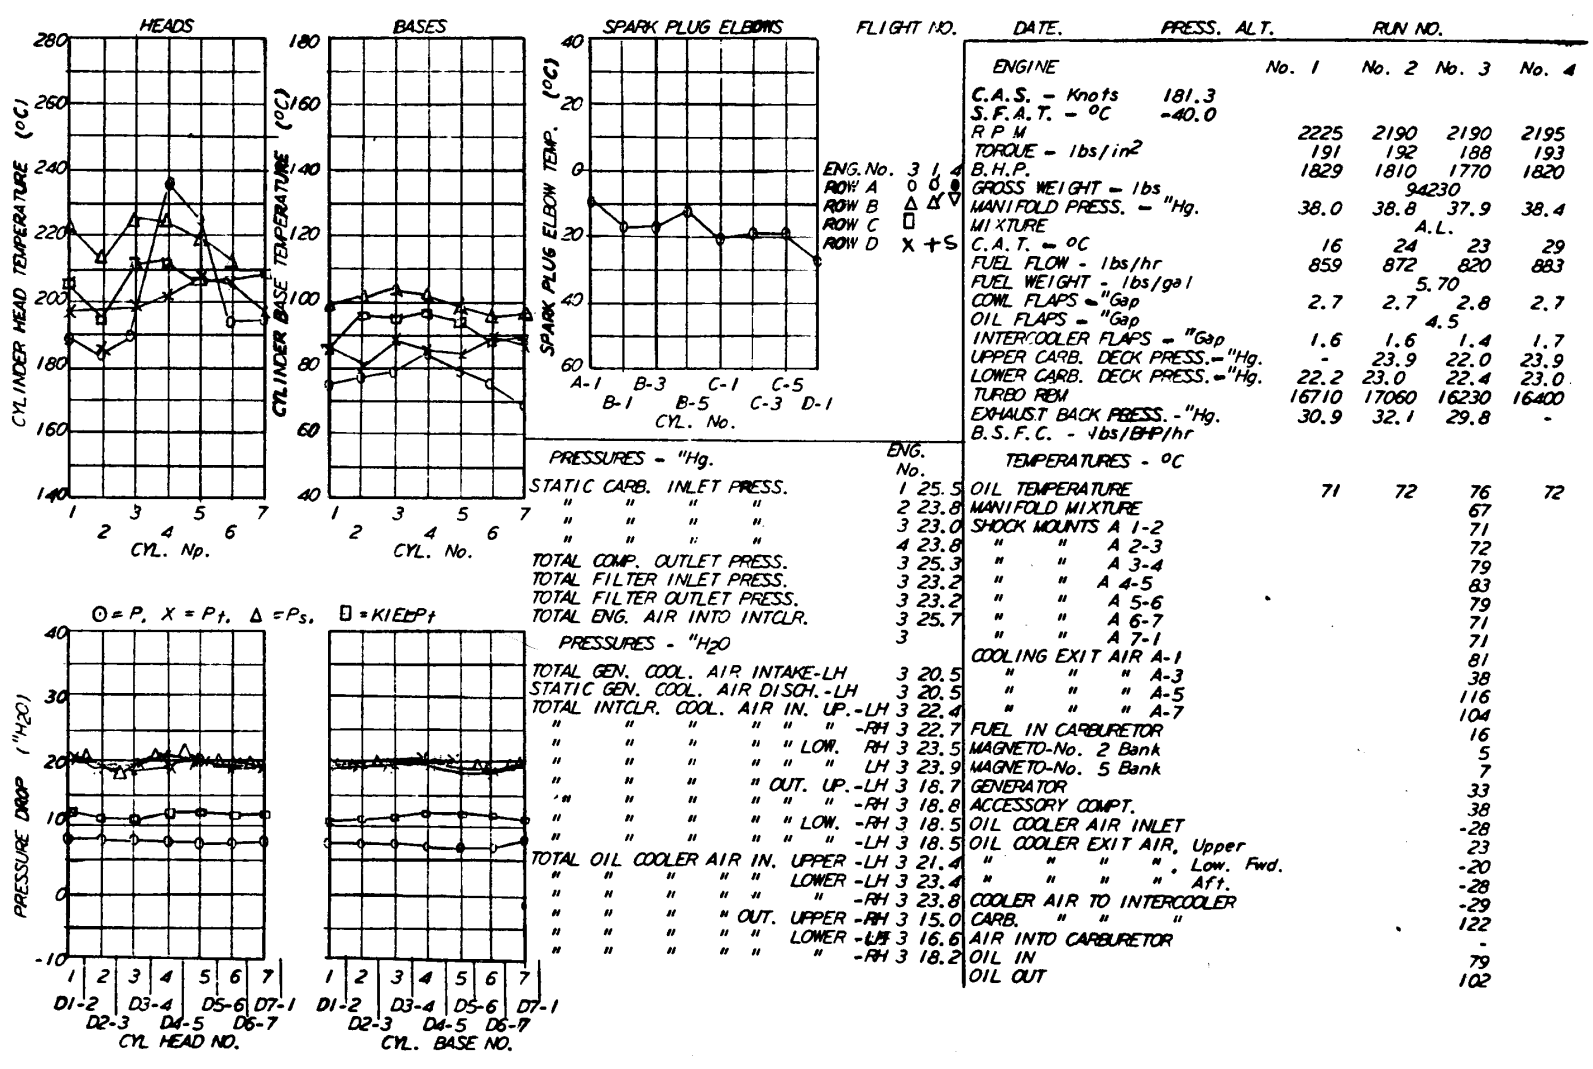 HEADS
280
260
240
220
200
180
160
140
CYLINDER HEAD TEMPERATURE (OC)
1 2 3 4 5 6 7
CYL. Np.
BASES
180
160
140
120
100
80
60
40
CYLINDER BASE TEMPERATURE (OC)
1 2 3 4 5 6 7
CYL. No.
SPARK PLUG ELBOWS
40
20
0
20
40
60
SPARK PLUG ELBOW TEMP. (OC)
A-1 B-1 B-3 B-5 C-1 C-3 C-5 D-1
CYL. No.
FLIGHT NO. DATE. PRESS. ALT. RUN NO.
ENG. No. 3 1 4
ROW A
ROW B
ROW C
ROW D X + S
ENGINE No. 1 No. 2 No. 3 No. 4
C.A.S. - Knots 181.3
S.F.A.T. - OC -40.0
R P M 2225 2190 2190 2195
TORQUE - lbs/in2 191 192 188 193
B.H.P. 1829 1810 1770 1820
GROSS WEIGHT - lbs 94230
MANIFOLD PRESS. - "Hg. 38.0 38.8 37.9 38.4
MIXTURE A.L.
C.A.T. - OC 16 24 23 29
FUEL FLOW - lbs/hr 859 872 820 883
FUEL WEIGHT - lbs/gal 5.70
COWL FLAPS - "Gap 2.7 2.7 2.8 2.7
OIL FLAPS - "Gap 4.5
INTERCOOLER FLAPS - "Gap 1.6 1.6 1.4 1.7
UPPER CARB. DECK PRESS.-"Hg. - 23.9 22.0 23.9
LOWER CARB. DECK PRESS.-"Hg. 22.2 23.0 22.4 23.0
TURBO RPM 16710 17060 16230 16400
EXHAUST BACK PRESS.-"Hg. 30.9 32.1 29.8 -
B.S.F.C. - lbs/BHP/hr
PRESSURES - "Hg. ENG. No.
STATIC CARB. INLET PRESS. 1 25.5
" " " " 2 23.8
" " " " 3 23.0
" " " " 4 23.8
TOTAL COMP. OUTLET PRESS. 3 25.3
TOTAL FILTER INLET PRESS. 3 23.2
TOTAL FILTER OUTLET PRESS. 3 23.2
TOTAL ENG. AIR INTO INTCLR. 3 25.7
3
PRESSURES - "H2O
TOTAL GEN. COOL. AIR INTAKE-LH 3 20.5
STATIC GEN. COOL. AIR DISCH.-LH 3 20.5
TOTAL INTCLR. COOL. AIR IN. UP.-LH 3 22.4
" " " " " " -RH 3 22.7
" " " " " LOW. RH 3 23.5
" " " " " " LH 3 23.9
" " " " OUT. UP.-LH 3 18.7
" " " " " " -RH 3 18.8
" " " " " LOW. -RH 3 18.5
" " " " " " -LH 3 18.5
TOTAL OIL COOLER AIR IN. UPPER -LH 3 21.4
" " " " " LOWER -LH 3 23.4
" " " " " " -RH 3 23.8
" " " " OUT. UPPER -RH 3 15.0
" " " " " LOWER -LH 3 16.6
" " " " " " -RH 3 18.2
TEMPERATURES - OC
OIL TEMPERATURE 71 72 76 72
MANIFOLD MIXTURE 67
SHOCK MOUNTS A 1-2 71
" " A 2-3 72
" " A 3-4 79
" " A 4-5 83
" " A 5-6 79
" " A 6-7 71
" " A 7-1 71
COOLING EXIT AIR A-1 81
" " " A-3 38
" " " A-5 116
" " " A-7 104
FUEL IN CARBURETOR 16
MAGNETO-No. 2 Bank 5
MAGNETO-No. 5 Bank 7
GENERATOR 33
ACCESSORY COMPT. 38
OIL COOLER AIR INLET -28
OIL COOLER EXIT AIR, Upper 23
" " " ", Low. Fwd. -20
" " " " Aft. -28
COOLER AIR TO INTERCOOLER -29
CARB. " " " 122
AIR INTO CARBURETOR -
OIL IN 79
OIL OUT 102
O = P, X = Pt, Δ = Ps, □ = KIEL Pt
40
30
20
10
0
-10
PRESSURE DROP ("H2O)
1 2 3 4 5 6 7
D1-2 D3-4 D5-6 D7-1
D2-3 D4-5 D6-7
CYL HEAD NO.
1 2 3 4 5 6 7
D1-2 D3-4 D5-6 D7-1
D2-3 D4-5 D6-7
CYL. BASE NO.